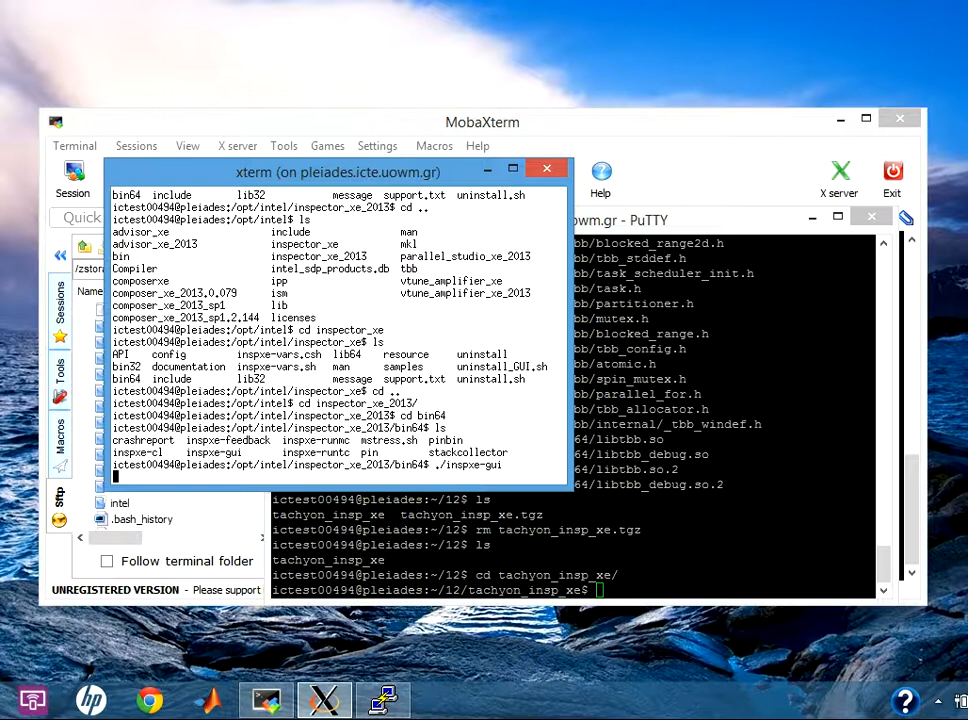 MobaXterm
Terminal Sessions View X server Tools Games Settings Macros Help
Session
Help
X server
Exit
Quick
/zstora
Name
Sessions
Tools
Macros
Sftp
intel
.bash_history
Follow terminal folder
UNREGISTERED VERSION - Please support
xterm (on pleiades.icte.uowm.gr)
bin64 include lib32 message support.txt uninstall.sh
ictest00494@pleiades:/opt/intel/inspector_xe_2013$ cd ..
ictest00494@pleiades:/opt/intel$ ls
advisor_xe include man
advisor_xe_2013 inspector_xe mkl
bin inspector_xe_2013 parallel_studio_xe_2013
Compiler intel_sdp_products.db tbb
composerxe ipp vtune_amplifier_xe
composer_xe_2013.0.079 ism vtune_amplifier_xe_2013
composer_xe_2013_sp1 lib
composer_xe_2013_sp1.2.144 licenses
ictest00494@pleiades:/opt/intel$ cd inspector_xe
ictest00494@pleiades:/opt/intel/inspector_xe$ ls
API config inspxe-vars.csh lib64 resource uninstall
bin32 documentation inspxe-vars.sh man samples uninstall_GUI.sh
bin64 include lib32 message support.txt uninstall.sh
ictest00494@pleiades:/opt/intel/inspector_xe$ cd ..
ictest00494@pleiades:/opt/intel$ cd inspector_xe_2013/
ictest00494@pleiades:/opt/intel/inspector_xe_2013$ cd bin64
ictest00494@pleiades:/opt/intel/inspector_xe_2013/bin64$ ls
crashreport inspxe-feedback inspxe-runmc mstress.sh pinbin
inspxe-cl inspxe-gui inspxe-runtc pin stackcollector
ictest00494@pleiades:/opt/intel/inspector_xe_2013/bin64$ ./inspxe-gui
owm.gr - PuTTY
bb/blocked_range2d.h
bb/tbb_stddef.h
bb/task_scheduler_init.h
bb/task.h
bb/partitioner.h
bb/mutex.h
bb/blocked_range.h
bb/tbb_config.h
bb/atomic.h
bb/spin_mutex.h
bb/parallel_for.h
bb/tbb_allocator.h
bb/internal/_tbb_windef.h
64/libtbb.so
64/libtbb_debug.so
64/libtbb.so.2
64/libtbb_debug.so.2
ictest00494@pleiades:~/12$ ls
tachyon_insp_xe tachyon_insp_xe.tgz
ictest00494@pleiades:~/12$ rm tachyon_insp_xe.tgz
ictest00494@pleiades:~/12$ ls
tachyon_insp_xe
ictest00494@pleiades:~/12$ cd tachyon_insp_xe/
ictest00494@pleiades:~/12/tachyon_insp_xe$
hp